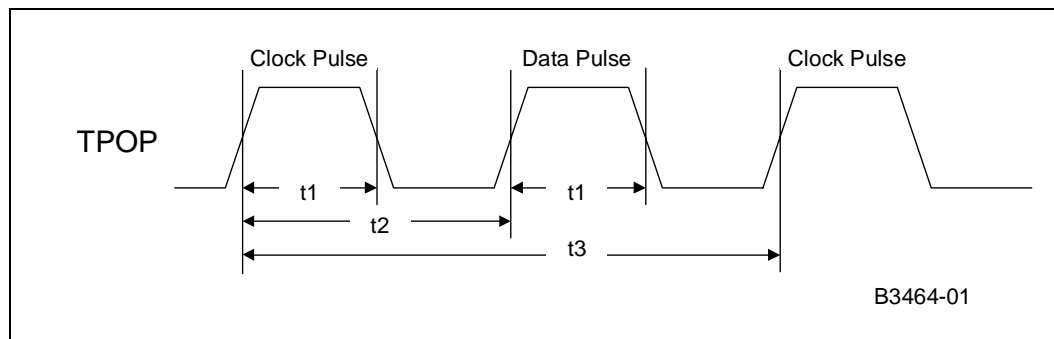 Clock Pulse Data Pulse Clock Pulse
TPOP
t1 t1
t2
t3
B3464-01